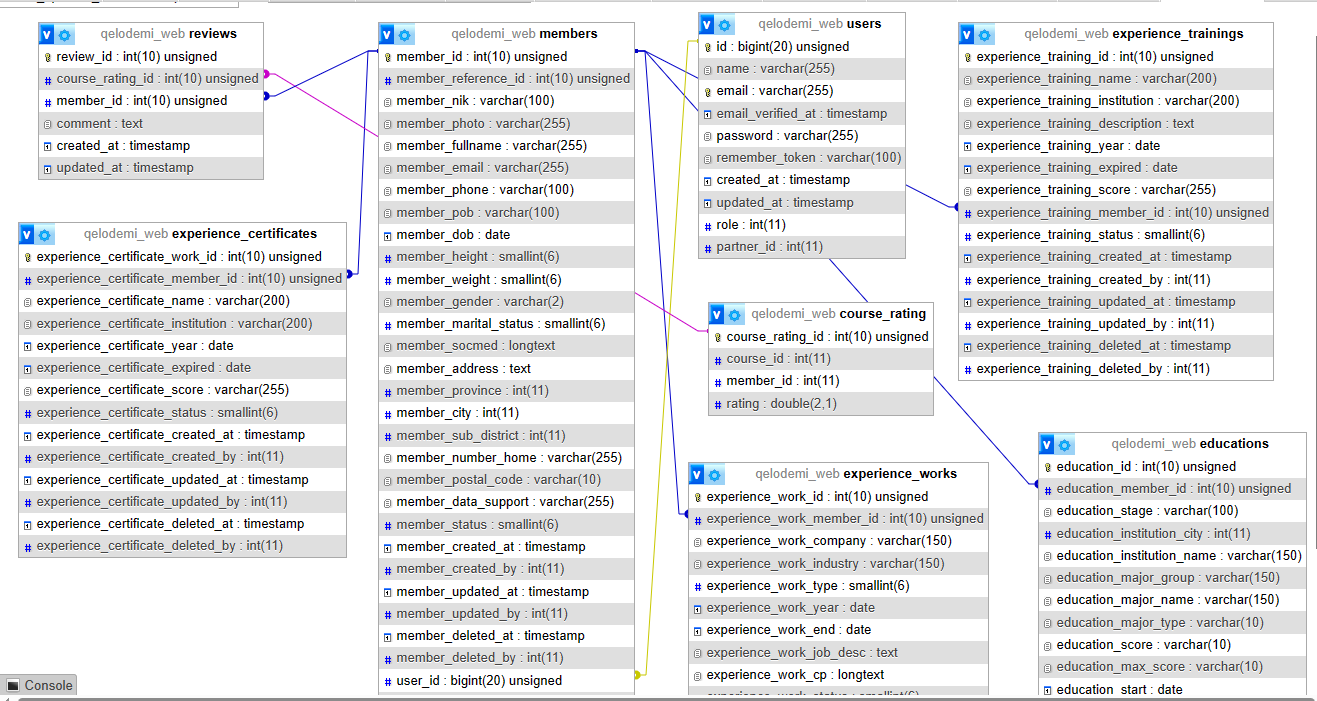 qelodemi_web reviews
review_id : int(10) unsigned
course_rating_id : int(10) unsigned
member_id : int(10) unsigned
comment : text
created_at : timestamp
updated_at : timestamp
qelodemi_web experience_certificates
experience_certificate_work_id : int(10) unsigned
experience_certificate_member_id : int(10) unsigned
experience_certificate_name : varchar(200)
experience_certificate_institution : varchar(200)
experience_certificate_year : date
experience_certificate_expired : date
experience_certificate_score : varchar(255)
experience_certificate_status : smallint(6)
experience_certificate_created_at : timestamp
experience_certificate_created_by : int(11)
experience_certificate_updated_at : timestamp
experience_certificate_updated_by : int(11)
experience_certificate_deleted_at : timestamp
experience_certificate_deleted_by : int(11)
qelodemi_web members
member_id : int(10) unsigned
member_reference_id : int(10) unsigned
member_nik : varchar(100)
member_photo : varchar(255)
member_fullname : varchar(255)
member_email : varchar(255)
member_phone : varchar(100)
member_pob : varchar(100)
member_dob : date
member_height : smallint(6)
member_weight : smallint(6)
member_gender : varchar(2)
member_marital_status : smallint(6)
member_socmed : longtext
member_address : text
member_province : int(11)
member_city : int(11)
member_sub_district : int(11)
member_number_home : varchar(255)
member_postal_code : varchar(10)
member_data_support : varchar(255)
member_status : smallint(6)
member_created_at : timestamp
member_created_by : int(11)
member_updated_at : timestamp
member_updated_by : int(11)
member_deleted_at : timestamp
member_deleted_by : int(11)
user_id : bigint(20) unsigned
qelodemi_web users
id : bigint(20) unsigned
name : varchar(255)
email : varchar(255)
email_verified_at : timestamp
password : varchar(255)
remember_token : varchar(100)
created_at : timestamp
updated_at : timestamp
role : int(11)
partner_id : int(11)
qelodemi_web course_rating
course_rating_id : int(10) unsigned
course_id : int(11)
member_id : int(11)
rating : double(2,1)
qelodemi_web experience_works
experience_work_id : int(10) unsigned
experience_work_member_id : int(10) unsigned
experience_work_company : varchar(150)
experience_work_industry : varchar(150)
experience_work_type : smallint(6)
experience_work_year : date
experience_work_end : date
experience_work_job_desc : text
experience_work_cp : longtext
experience_work_status : smallint(6)
qelodemi_web experience_trainings
experience_training_id : int(10) unsigned
experience_training_name : varchar(200)
experience_training_institution : varchar(200)
experience_training_description : text
experience_training_year : date
experience_training_expired : date
experience_training_score : varchar(255)
experience_training_member_id : int(10) unsigned
experience_training_status : smallint(6)
experience_training_created_at : timestamp
experience_training_created_by : int(11)
experience_training_updated_at : timestamp
experience_training_updated_by : int(11)
experience_training_deleted_at : timestamp
experience_training_deleted_by : int(11)
qelodemi_web educations
education_id : int(10) unsigned
education_member_id : int(10) unsigned
education_stage : varchar(100)
education_institution_city : int(11)
education_institution_name : varchar(150)
education_major_group : varchar(150)
education_major_name : varchar(150)
education_major_type : varchar(10)
education_score : varchar(10)
education_max_score : varchar(10)
education_start : date
Console